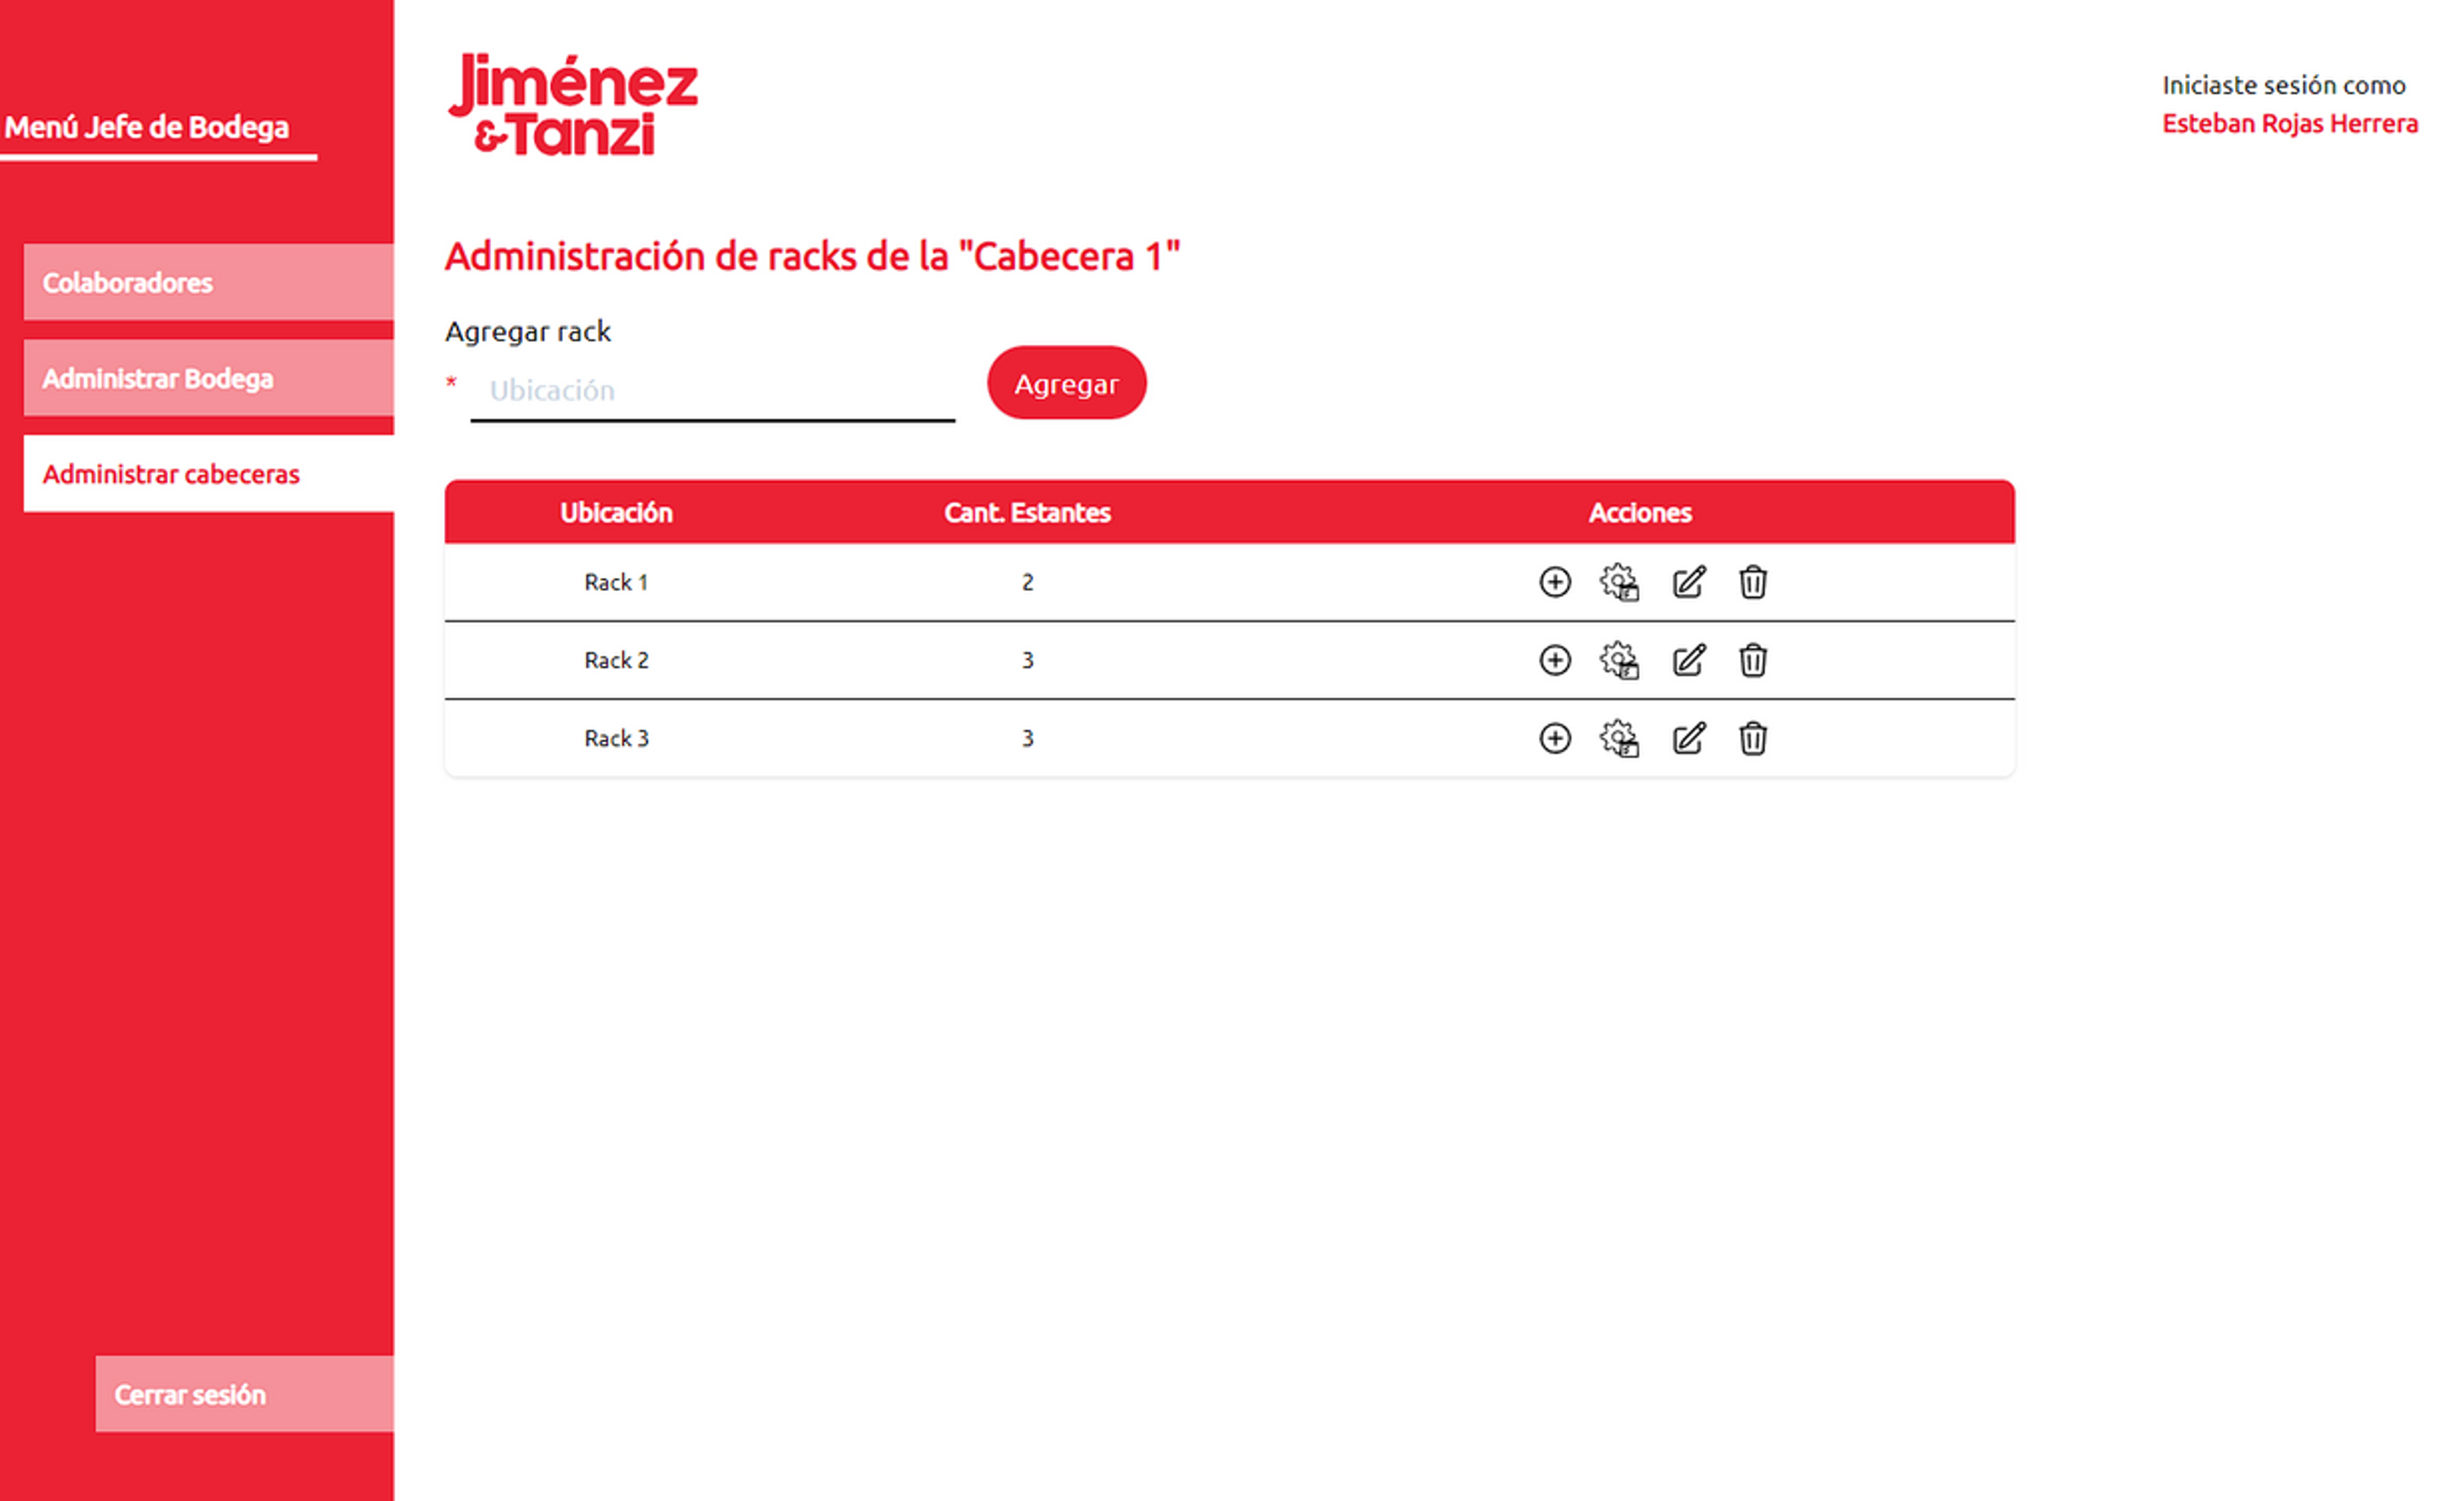 Menú Jefe de Bodega
Colaboradores
Administrar Bodega
Administrar cabeceras
Cerrar sesión
Jiménez
&Tanzi
Iniciaste sesión como
Esteban Rojas Herrera
Administración de racks de la "Cabecera 1"
Agregar rack
* Ubicación
Agregar
Ubicación Cant. Estantes Acciones
Rack 1 2
Rack 2 3
Rack 3 3